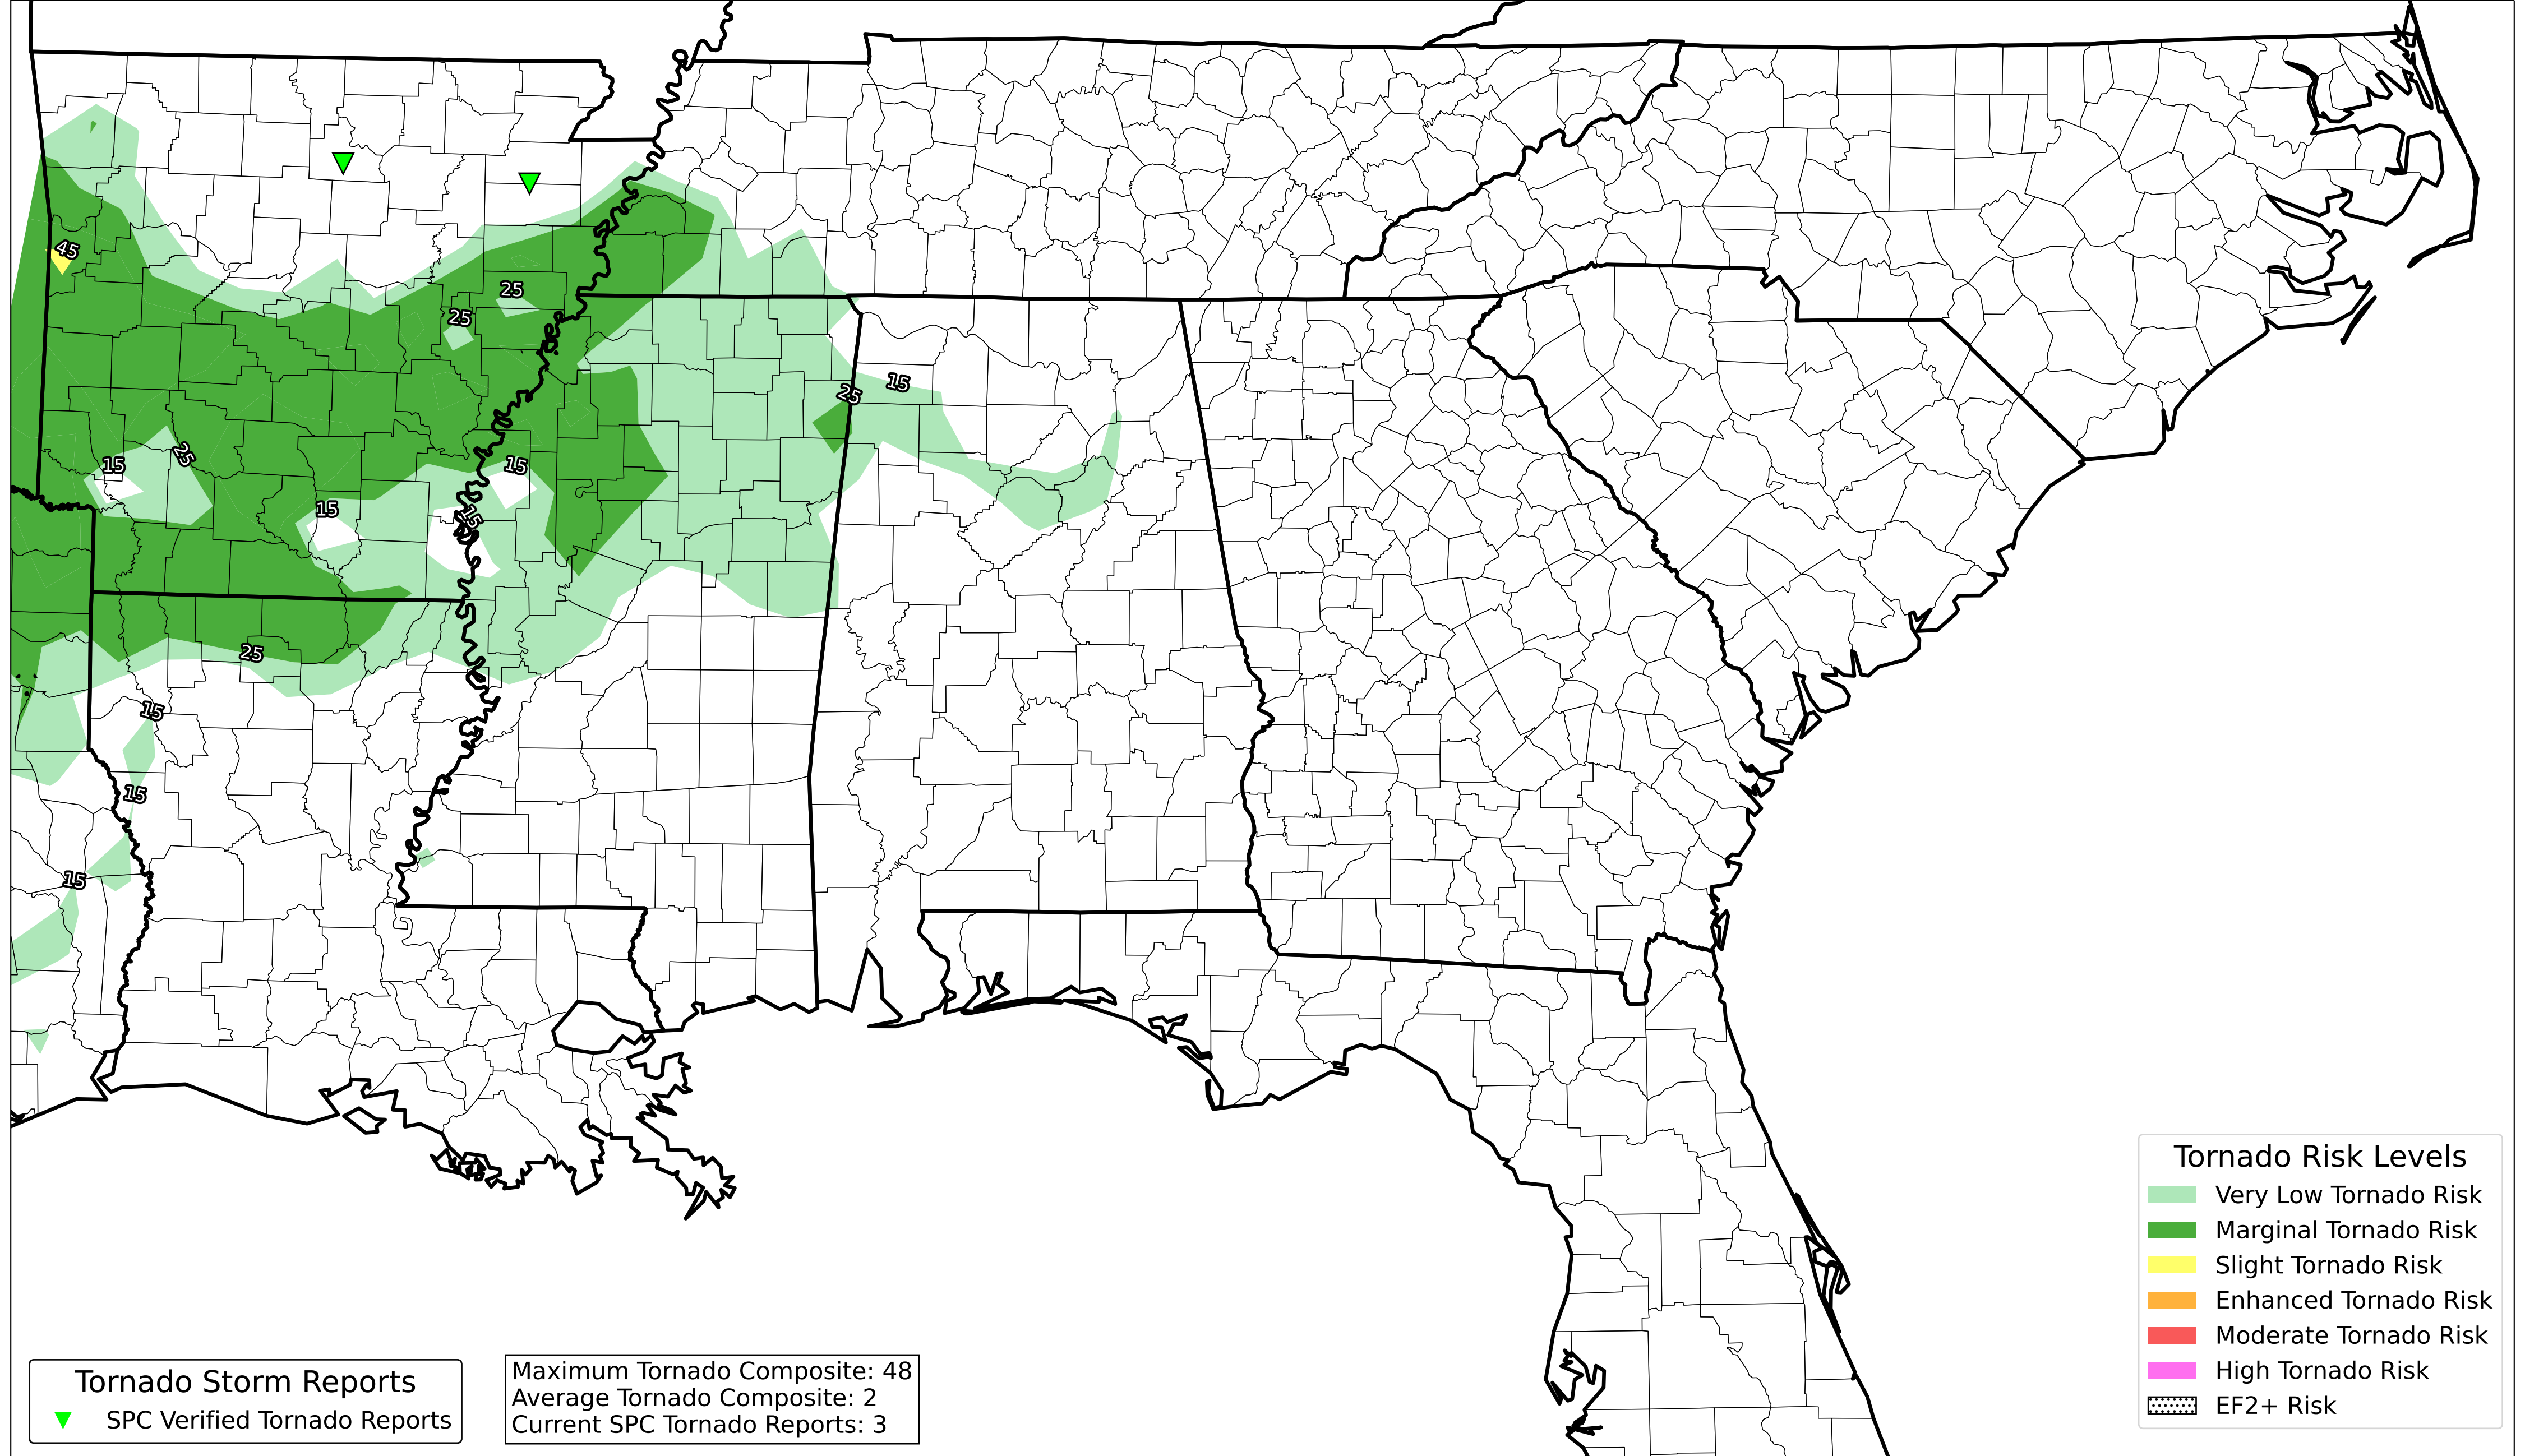 45
25
25
15
25
15
25
15
15
15
15
25
15
15
15
Tornado Risk Levels
Very Low Tornado Risk
Marginal Tornado Risk
Slight Tornado Risk
Enhanced Tornado Risk
Moderate Tornado Risk
High Tornado Risk
EF2+ Risk
Tornado Storm Reports
SPC Verified Tornado Reports
Maximum Tornado Composite: 48
Average Tornado Composite: 2
Current SPC Tornado Reports: 3